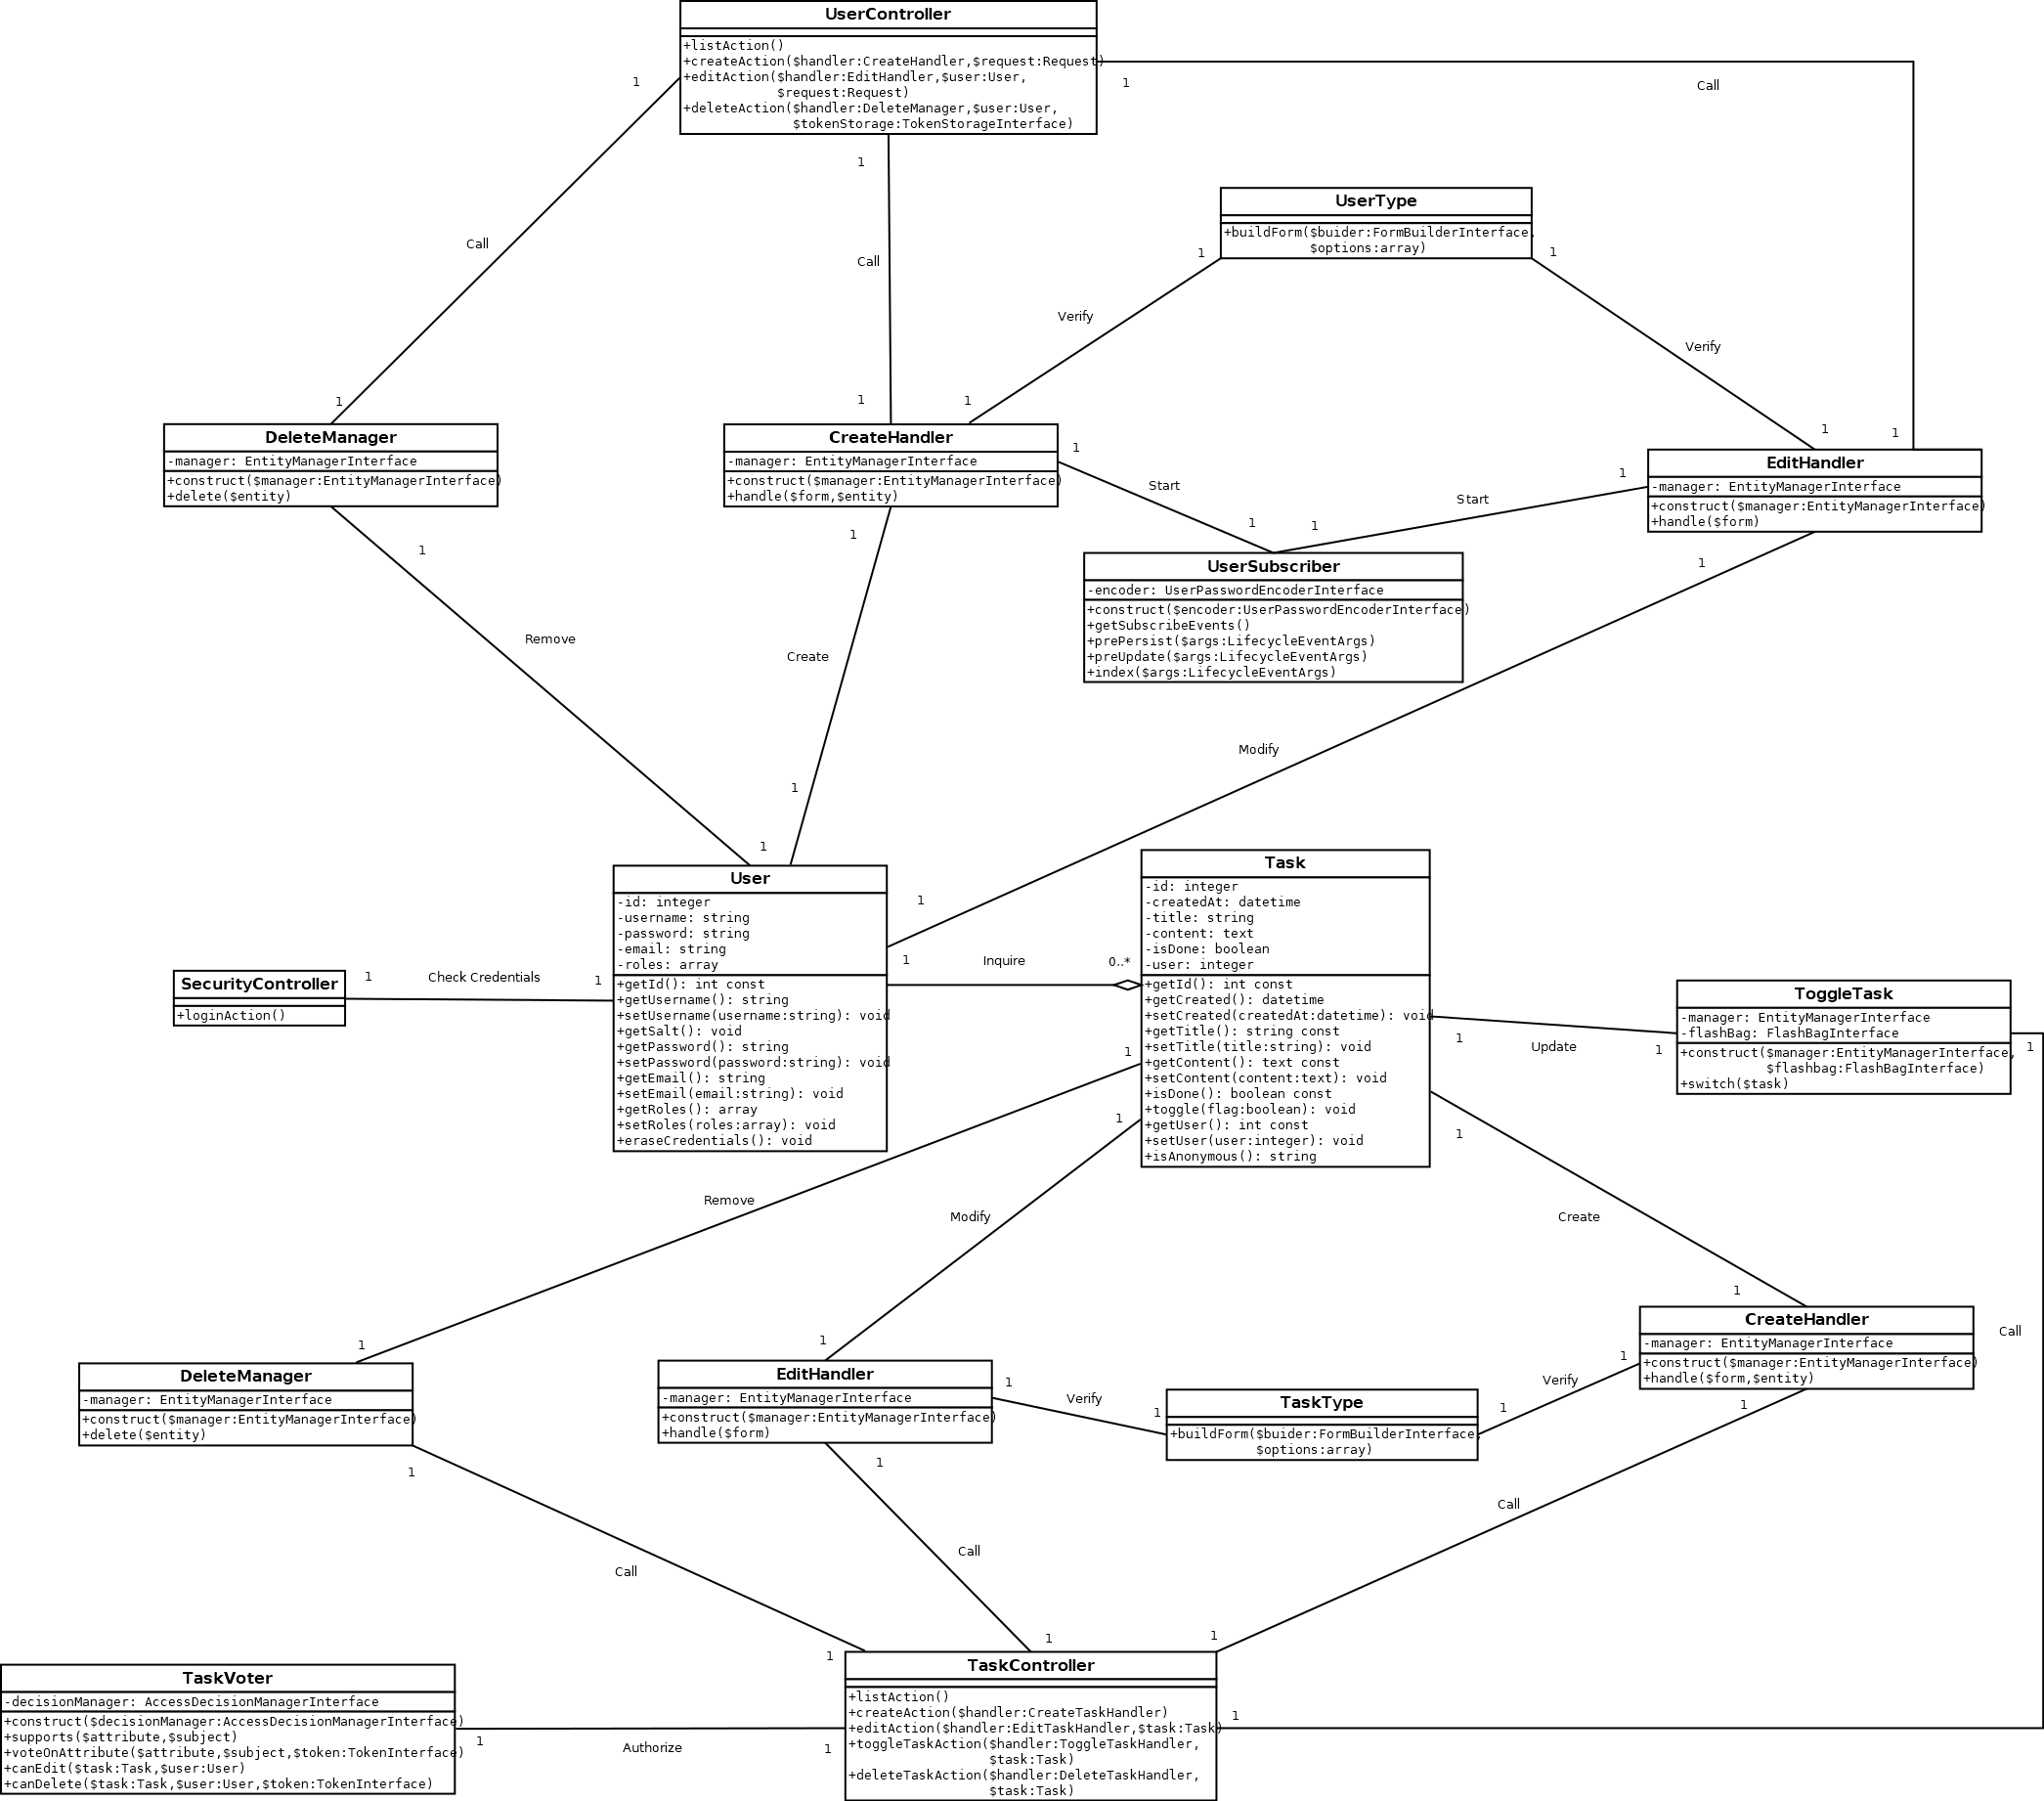 UserController
+listAction()
+createAction($handler:CreateHandler,$request:Request)
+editAction($handler:EditHandler,$user:User,
$request:Request)
+deleteAction($handler:DeleteManager,$user:User,
$tokenStorage:TokenStorageInterface)
1
1
Call
1
Call
Call
UserType
+buildForm($buider:FormBuilderInterface,
$options:array)
1
1
Verify
Verify
1
1
1
1
1
DeleteManager
-manager: EntityManagerInterface
+construct($manager:EntityManagerInterface)
+delete($entity)
CreateHandler
-manager: EntityManagerInterface
+construct($manager:EntityManagerInterface)
+handle($form,$entity)
EditHandler
-manager: EntityManagerInterface
+construct($manager:EntityManagerInterface)
+handle($form)
1
Start
1
1
Start
1
UserSubscriber
-encoder: UserPasswordEncoderInterface
+construct($encoder:UserPasswordEncoderInterface)
+getSubscribeEvents()
+prePersist($args:LifecycleEventArgs)
+preUpdate($args:LifecycleEventArgs)
+index($args:LifecycleEventArgs)
1
1
1
Remove
Create
Modify
1
1
1
User
-id: integer
-username: string
-password: string
-email: string
-roles: array
+getId(): int const
+getUsername(): string
+setUsername(username:string): void
+getSalt(): void
+getPassword(): string
+setPassword(password:string): void
+getEmail(): string
+setEmail(email:string): void
+getRoles(): array
+setRoles(roles:array): void
+eraseCredentials(): void
Task
-id: integer
-createdAt: datetime
-title: string
-content: text
-isDone: boolean
-user: integer
+getId(): int const
+getCreated(): datetime
+setCreated(createdAt:datetime): void
+getTitle(): string const
+setTitle(title:string): void
+getContent(): text const
+setContent(content:text): void
+isDone(): boolean const
+toggle(flag:boolean): void
+getUser(): int const
+setUser(user:integer): void
+isAnonymous(): string
1
Inquire
0..*
SecurityController
+loginAction()
1
Check Credentials
1
ToggleTask
-manager: EntityManagerInterface
-flashBag: FlashBagInterface
+construct($manager:EntityManagerInterface,
$flashbag:FlashBagInterface)
+switch($task)
1
Update
1
1
1
1
1
Remove
Modify
Create
1
1
1
Call
CreateHandler
-manager: EntityManagerInterface
+construct($manager:EntityManagerInterface)
+handle($form,$entity)
DeleteManager
-manager: EntityManagerInterface
+construct($manager:EntityManagerInterface)
+delete($entity)
EditHandler
-manager: EntityManagerInterface
+construct($manager:EntityManagerInterface)
+handle($form)
1
Verify
1
TaskType
+buildForm($buider:FormBuilderInterface,
$options:array)
1
Verify
1
1
1
1
Call
Call
Call
1
1
1
TaskVoter
-decisionManager: AccessDecisionManagerInterface
+construct($decisionManager:AccessDecisionManagerInterface)
+supports($attribute,$subject)
+voteOnAttribute($attribute,$subject,$token:TokenInterface)
+canEdit($task:Task,$user:User)
+canDelete($task:Task,$user:User,$token:TokenInterface)
1
Authorize
1
TaskController
+listAction()
+createAction($handler:CreateTaskHandler)
+editAction($handler:EditTaskHandler,$task:Task)
+toggleTaskAction($handler:ToggleTaskHandler,
$task:Task)
+deleteTaskAction($handler:DeleteTaskHandler,
$task:Task)
1